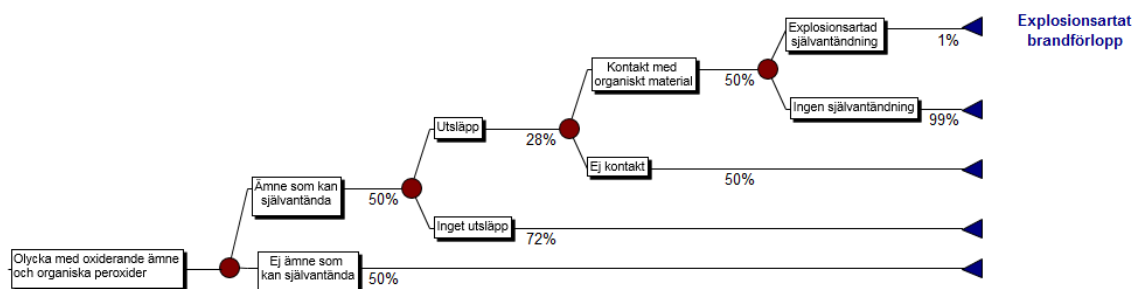 Explosionsartat
brandförlopp
Explosionsartad
självantändning
1%
Kontakt med
organiskt material
50%
Ingen självantändning
99%
Utsläpp
28%
Ej kontakt
50%
Ämne som kan
självantända
50%
Inget utsläpp
72%
Olycka med oxiderande ämne
och organiska peroxider
Ej ämne som
kan självantända
50%